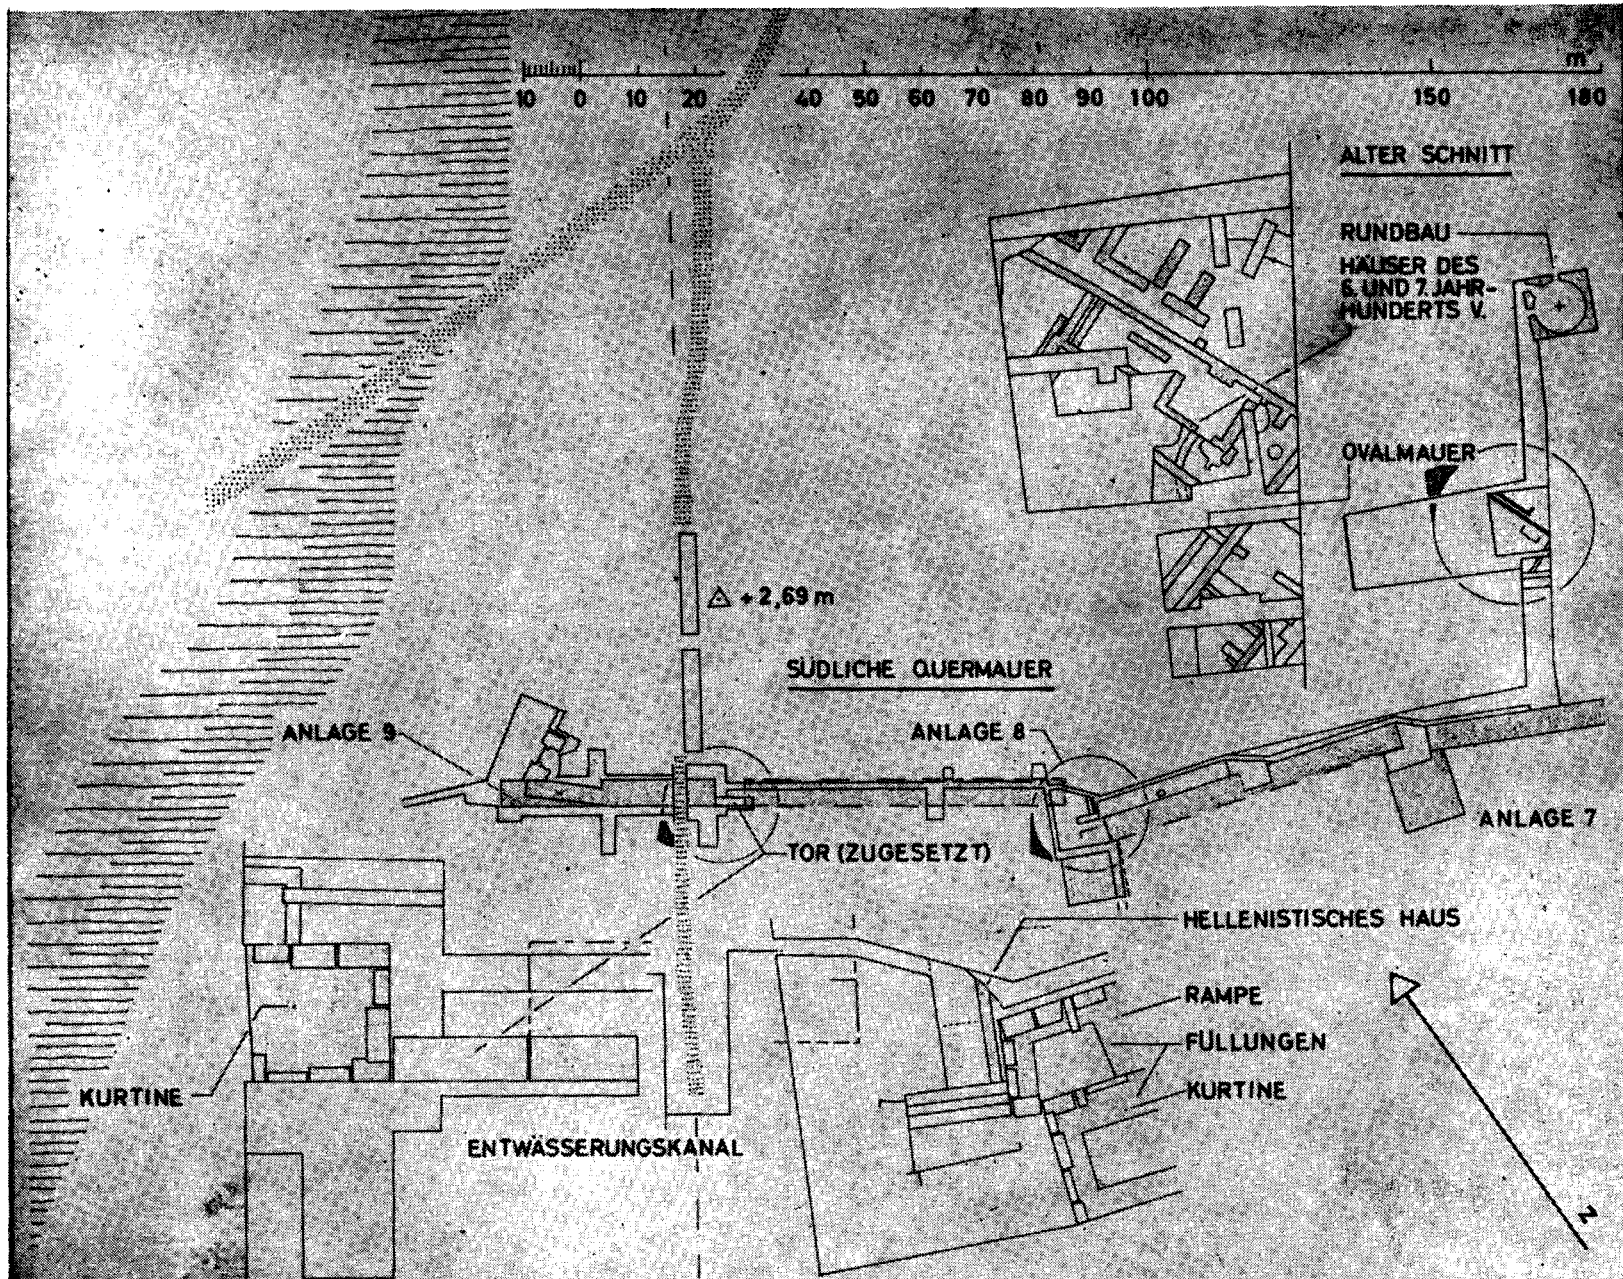 m
10 0 10 20 40 50 60 70 80 90 100 150 180
ALTER SCHNITT
RUNDBAU
HÄUSER DES
6. UND 7. JAHR-
HUNDERTS V.
OVALMAUER
+ 2,69 m
SÜDLICHE QUERMAUER
ANLAGE 9
ANLAGE 8
ANLAGE 7
TOR (ZUGESETZT)
HELLENISTISCHES HAUS
RAMPE
FÜLLUNGEN
KURTINE
KURTINE
ENTWÄSSERUNGSKANAL
N